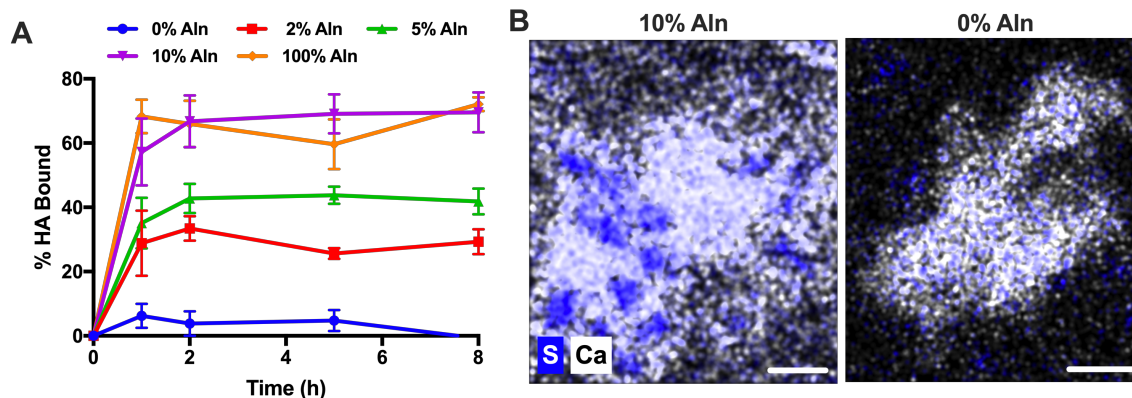 A
0% Aln 2% Aln 5% Aln
10% Aln 100% Aln
% HA Bound
80
60
40
20
0
0 2 4 6 8
Time (h)
B
10% Aln 0% Aln
S Ca